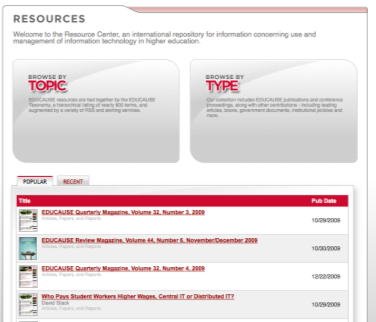 RESOURCES
Welcome to the Resource Center, an international repository for information concerning use and
management of information technology in higher education.
BROWSE BY
TOPIC
EDUCAUSE resources are tied together by the EDUCAUSE
Taxonomy, a hierarchical listing of nearly 600 terms, and
augmented by a variety of RSS and alerting services.
BROWSE BY
TYPE
Our collection includes EDUCAUSE publications and conference
proceedings, along with other contributions - including leading
articles, books, government documents, institutional policies and
more.
POPULAR RECENT
Title Pub Date
EDUCAUSE Quarterly Magazine, Volume 32, Number 3, 2009
Articles, Papers, and Reports
10/29/2009
EDUCAUSE Review Magazine, Volume 44, Number 6, November/December 2009
Articles, Papers, and Reports
10/30/2009
EDUCAUSE Quarterly Magazine, Volume 32, Number 4, 2009
Articles, Papers, and Reports
12/22/2009
Who Pays Student Workers Higher Wages, Central IT or Distributed IT?
David Slack
Articles, Papers, and Reports
10/29/2009